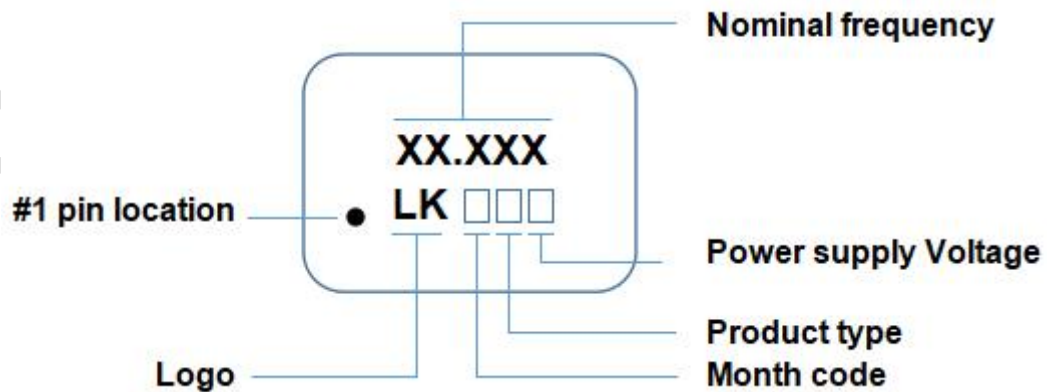 Nominal frequency
XX.XXX
#1 pin location
LK □□□
Power supply Voltage
Product type
Logo
Month code